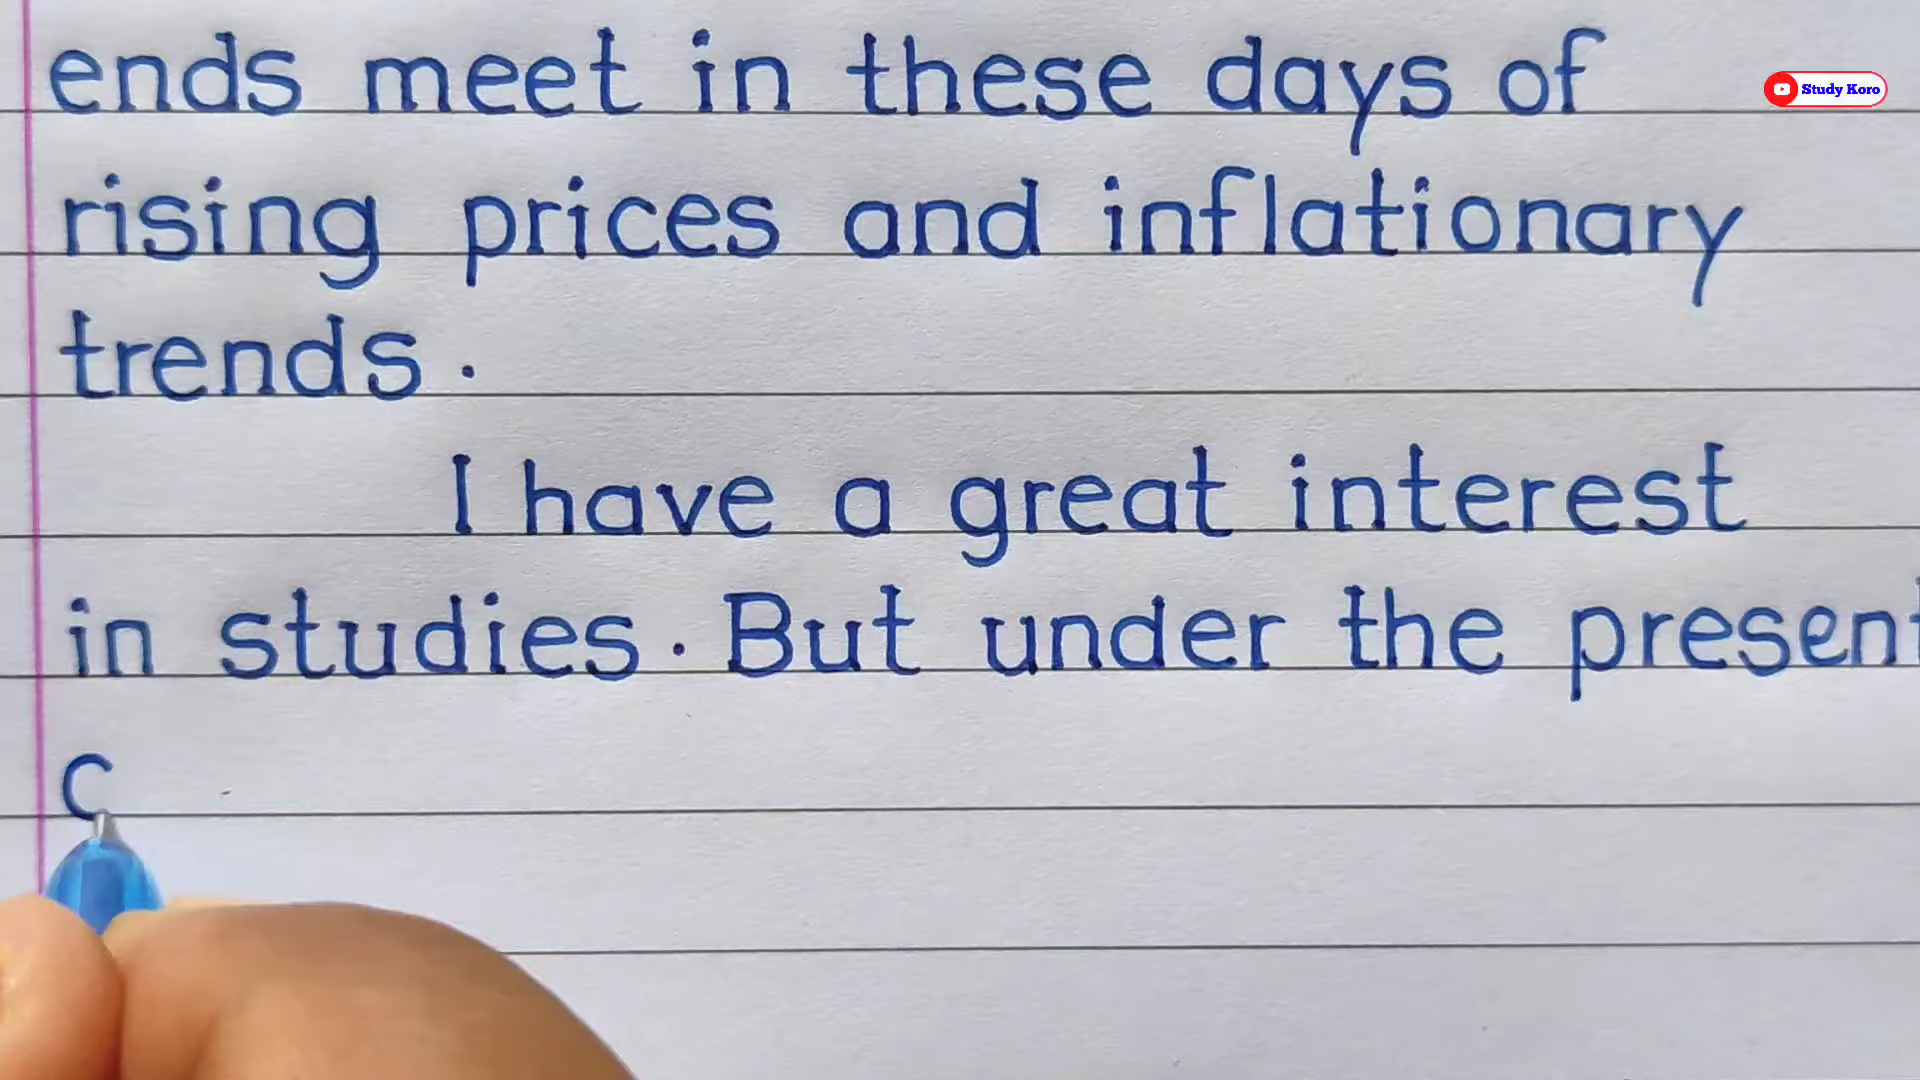 ends meet in these days of
Study Koro
rising prices and inflationary
trends.
I have a great interest
in studies. But under the present
c